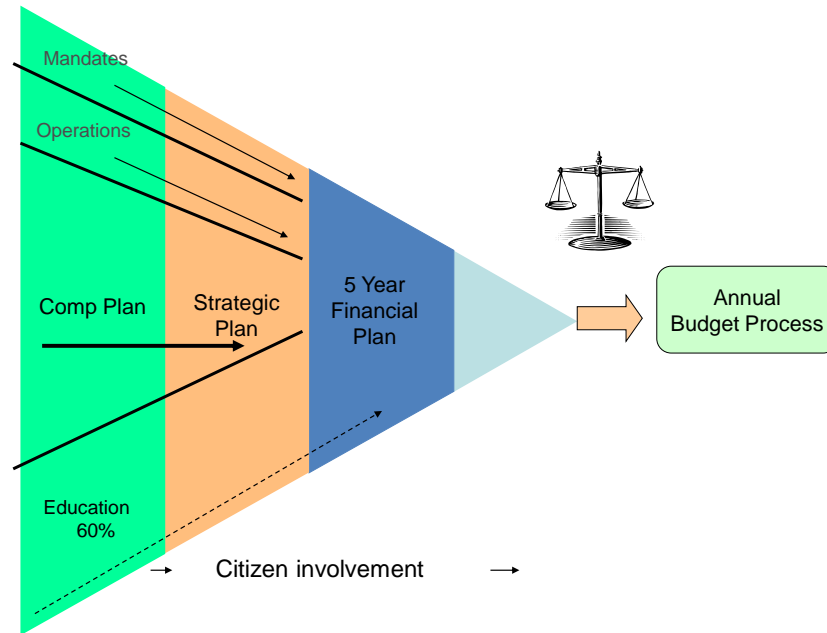 Mandates
Operations
Comp Plan
Strategic
Plan
5 Year
Financial
Plan
Annual
Budget Process
Education
60%
Citizen involvement